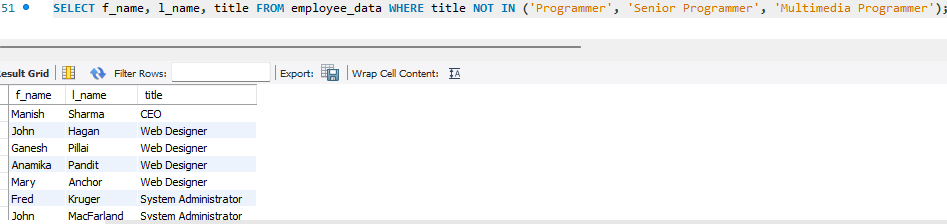 51 SELECT f_name, l_name, title FROM employee_data WHERE title NOT IN ('Programmer', 'Senior Programmer', 'Multimedia Programmer');
Result Grid Filter Rows: Export: Wrap Cell Content: IA
f_name l_name title
Manish Sharma CEO
John Hagan Web Designer
Ganesh Pillai Web Designer
Anamika Pandit Web Designer
Mary Anchor Web Designer
Fred Kruger System Administrator
John MacFarland System Administrator